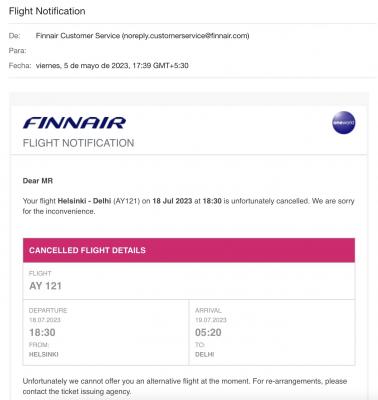 Flight Notification
De: Finnair Customer Service (noreply.customerservice@finnair.com)
Para:
Fecha: viernes, 5 de mayo de 2023, 17:39 GMT+5:30
FINNAIR
oneworld
FLIGHT NOTIFICATION
Dear MR
Your flight Helsinki - Delhi (AY121) on 18 Jul 2023 at 18:30 is unfortunately cancelled. We are sorry
for the inconvenience.
CANCELLED FLIGHT DETAILS
FLIGHT
AY 121
DEPARTURE
18.07.2023
18:30
FROM:
HELSINKI
ARRIVAL
19.07.2023
05:20
TO:
DELHI
Unfortunately we cannot offer you an alternative flight at the moment. For re-arrangements, please
contact the ticket issuing agency.